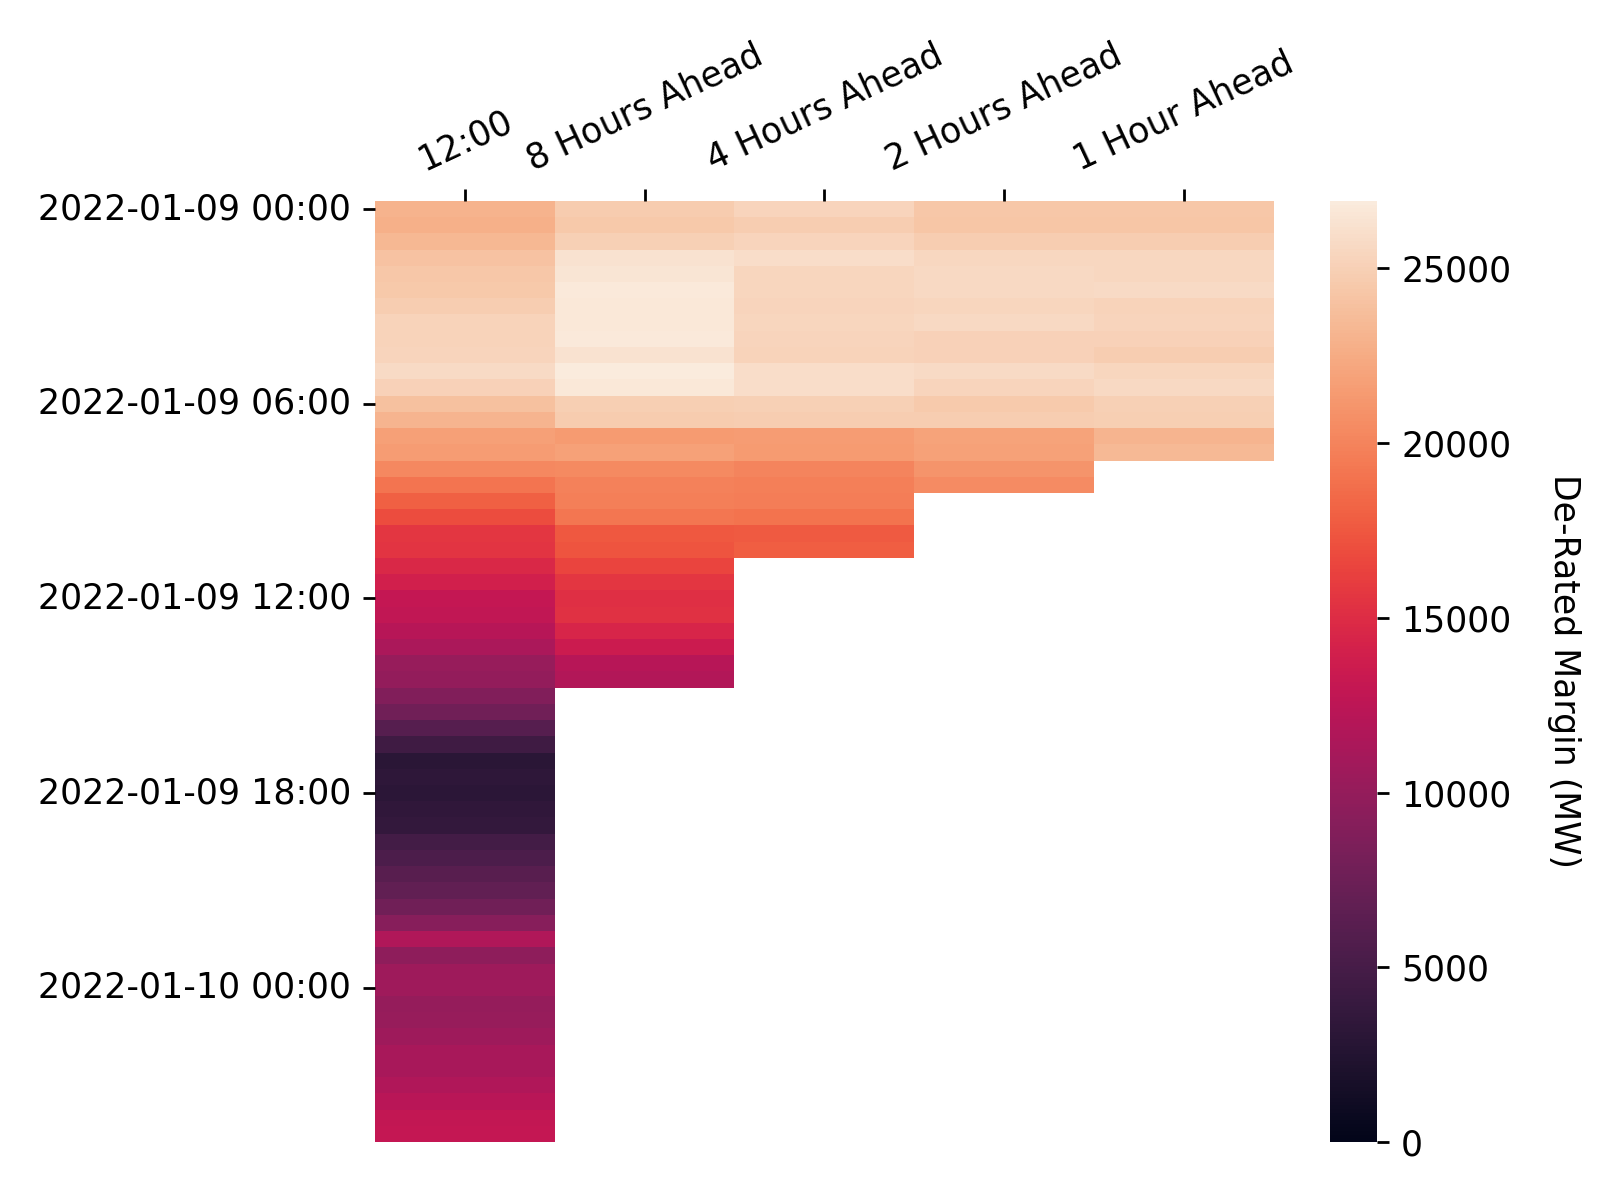 12:00
8 Hours Ahead
4 Hours Ahead
2 Hours Ahead
1 Hour Ahead
2022-01-09 00:00
2022-01-09 06:00
2022-01-09 12:00
2022-01-09 18:00
2022-01-10 00:00
25000
20000
15000
10000
5000
0
De-Rated Margin (MW)